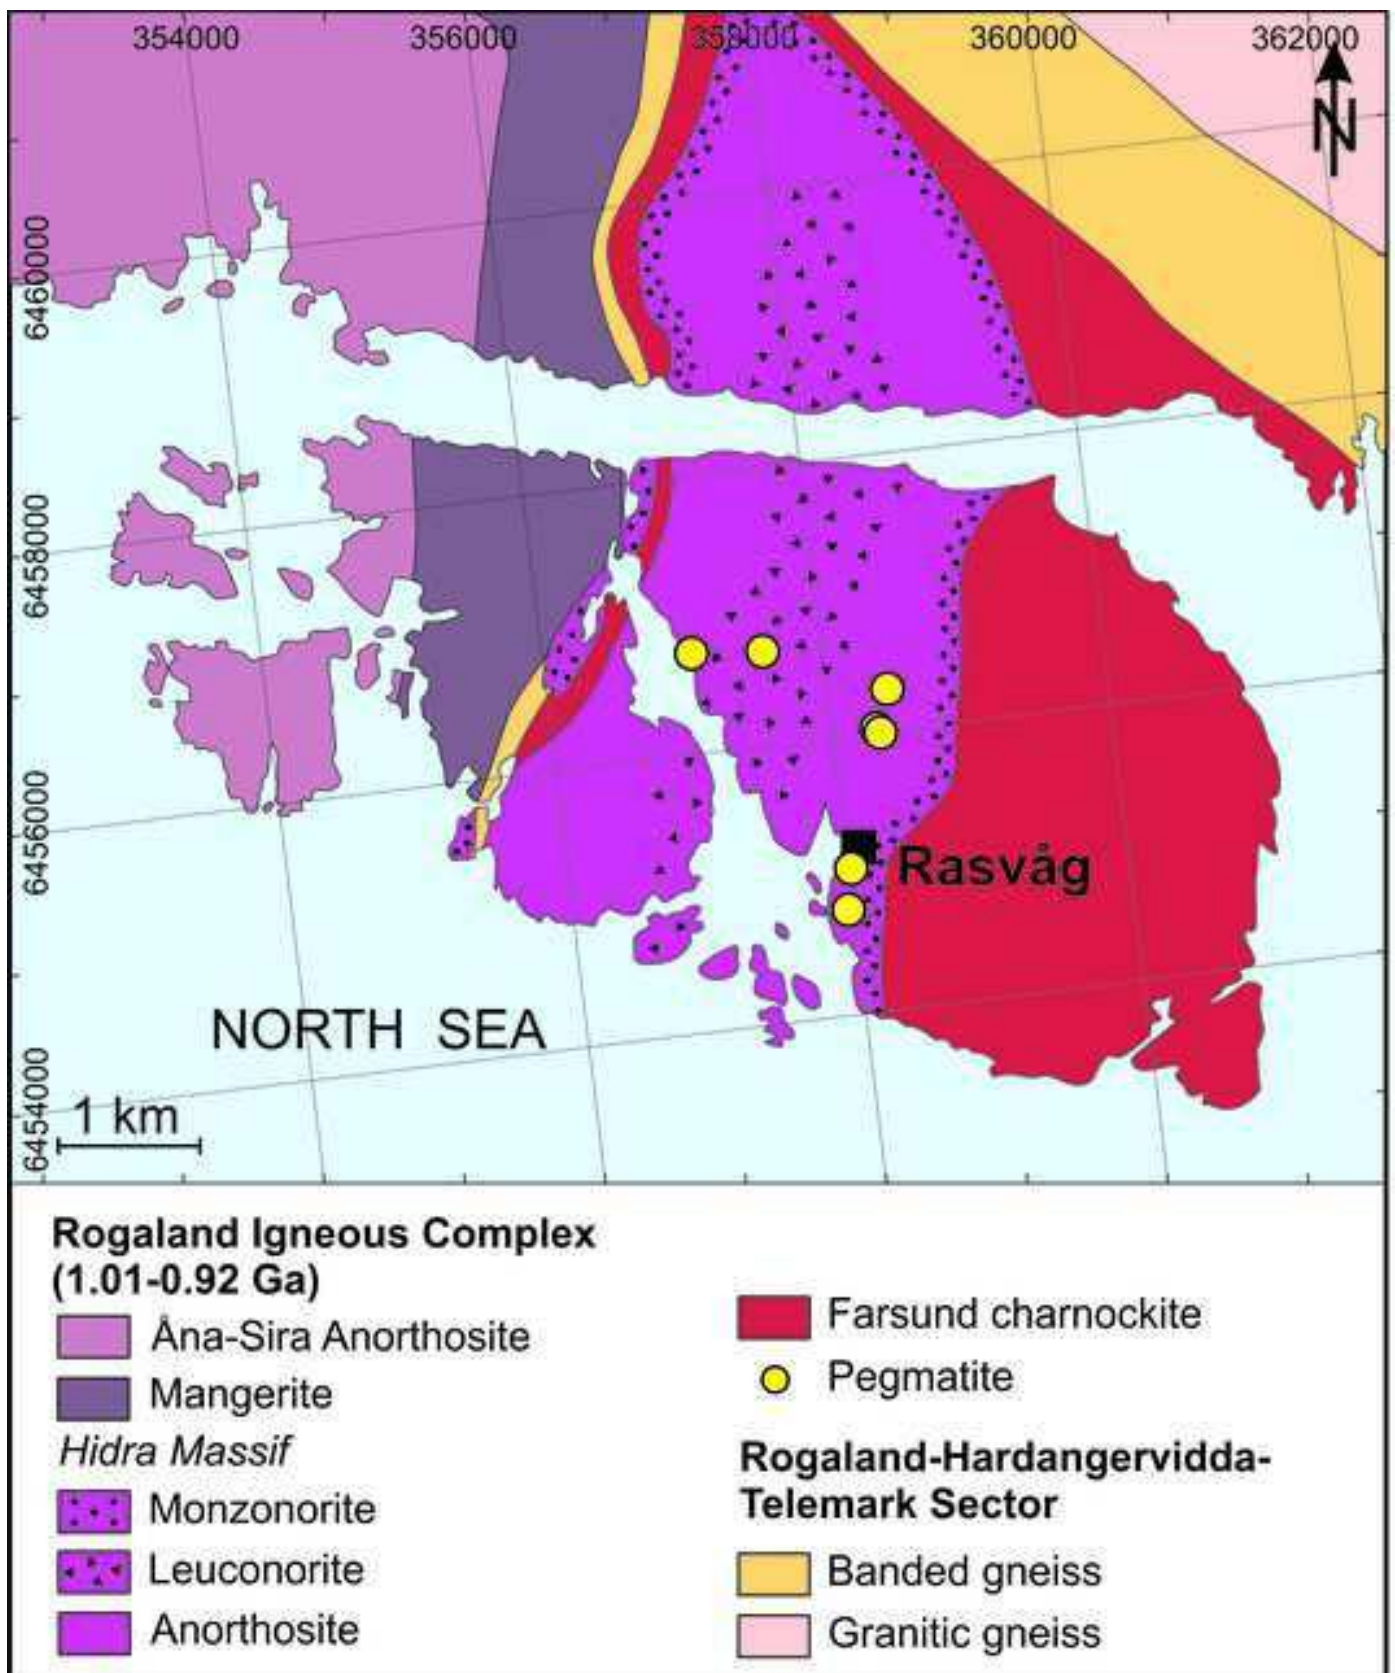 354000 356000 358000 360000 362000
N
6460000
6458000
6456000
6454000
Rasvåg
NORTH SEA
1 km
Rogaland Igneous Complex
(1.01-0.92 Ga)
Åna-Sira Anorthosite
Mangerite
Hidra Massif
Monzonorite
Leuconorite
Anorthosite
Farsund charnockite
Pegmatite
Rogaland-Hardangervidda-
Telemark Sector
Banded gneiss
Granitic gneiss